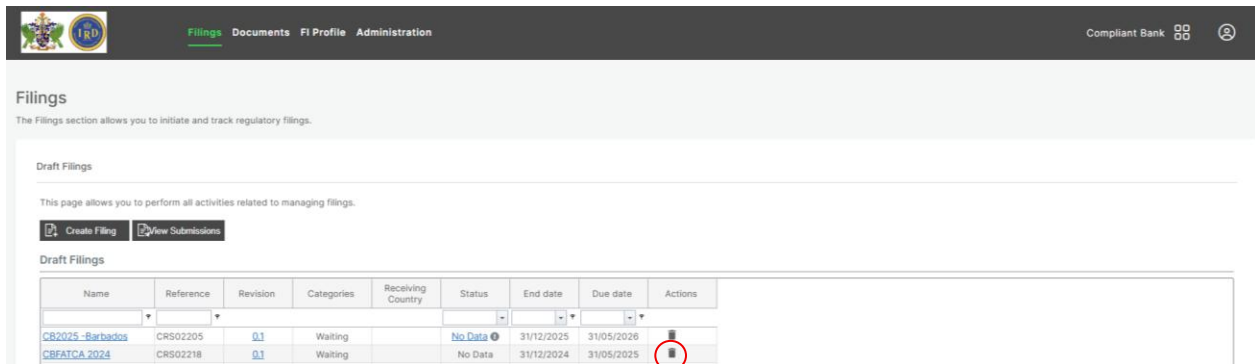 IRD
Filings Documents FI Profile Administration Compliant Bank
Filings
The Filings section allows you to initiate and track regulatory filings.
Draft Filings
This page allows you to perform all activities related to managing filings.
Create Filing View Submissions
Draft Filings
Name Reference Revision Categories Receiving Country Status End date Due date Actions
CB2025 -Barbados CRS02205 0.1 Waiting No Data 31/12/2025 31/05/2026
CBFATCA 2024 CRS02218 0.1 Waiting No Data 31/12/2024 31/05/2025